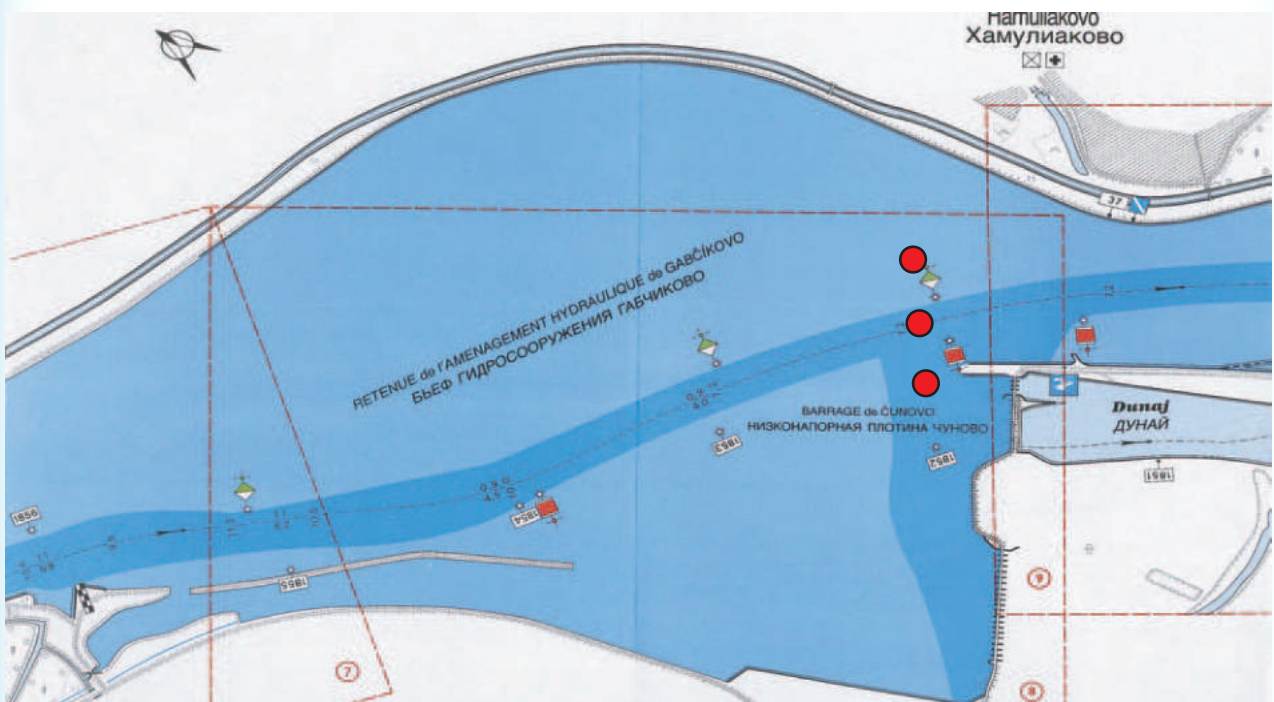 Hamuliakovo
Хамулиаково
37
RETENUE de l'AMENAGEMENT HYDRAULIQUE de GABČÍKOVO
БЬЕФ ГИДРОСООРУЖЕНИЯ ГАБЧИКОВО
BARRAGE de ČUNOVO
НИЗКОНАПОРНАЯ ПЛОТИНА ЧУНОВО
Dunaj
ДУНАЙ
1853
1852
1851
1856
1854
1855
9
7
8